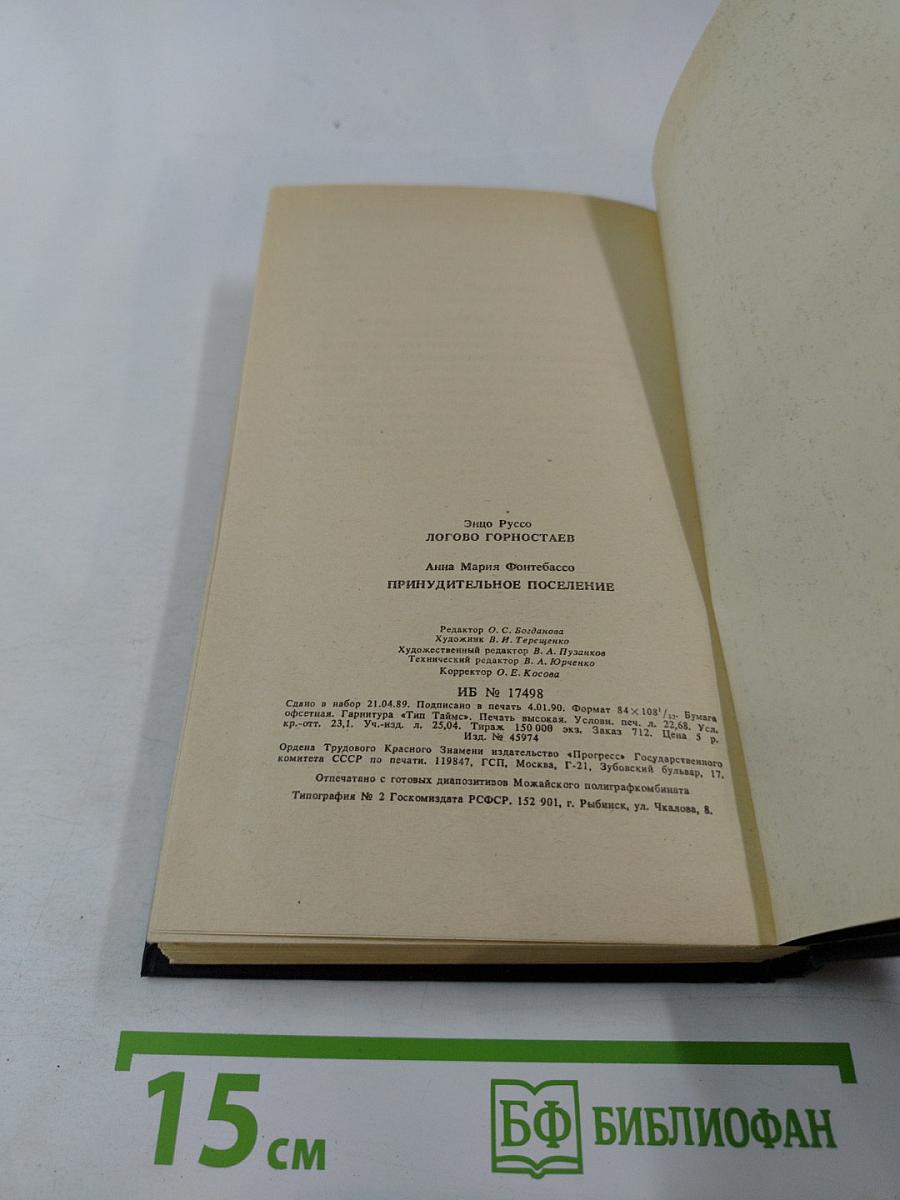 Энцо Руссо
ЛОГОВО ГОРНОСТАЕВ
Анна Мария Фонтебассо
ПРИНУДИТЕЛЬНОЕ ПОСЕЛЕНИЕ
Редактор О. С. Богданова
Художник В. И. Терещенко
Художественный редактор В. А. Пузанков
Технический редактор В. А. Юрченко
Корректор О. Е. Косова
ИБ № 17498
Сдано в набор 21.04.89. Подписано в печать 4.01.90. Формат 84×108¹/₃₂. Бумага
офсетная. Гарнитура «Тип Таймс». Печать высокая. Условн. печ. л. 22,68. Усл.
кр.-отт. 23,1. Уч.-изд. л. 25,04. Тираж 150 000 экз. Заказ 712. Цена 5 р.
Изд. № 45974
Ордена Трудового Красного Знамени издательство «Прогресс» Государственного
комитета СССР по печати. 119847, ГСП, Москва, Г-21, Зубовский бульвар, 17.
Отпечатано с готовых диапозитивов Можайского полиграфкомбината
Типография № 2 Госкомиздата РСФСР. 152 901, г. Рыбинск, ул. Чкалова, 8.
15 см
БФ БИБЛИОФАН